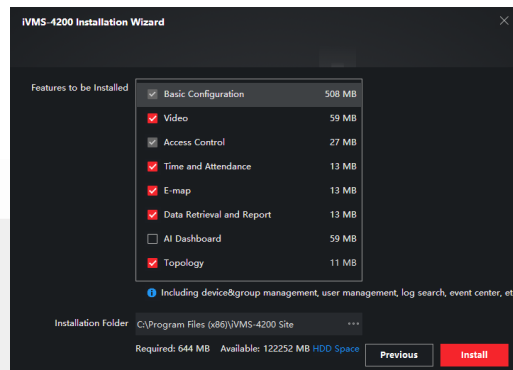 iVMS-4200 Installation Wizard
Features to be Installed
Basic Configuration 508 MB
Video 59 MB
Access Control 27 MB
Time and Attendance 13 MB
E-map 13 MB
Data Retrieval and Report 13 MB
AI Dashboard 59 MB
Topology 11 MB
Including device&group management, user management, log search, event center, et
Installation Folder C:\Program Files (x86)\iVMS-4200 Site ...
Required: 644 MB Available: 122252 MB HDD Space
Previous Install